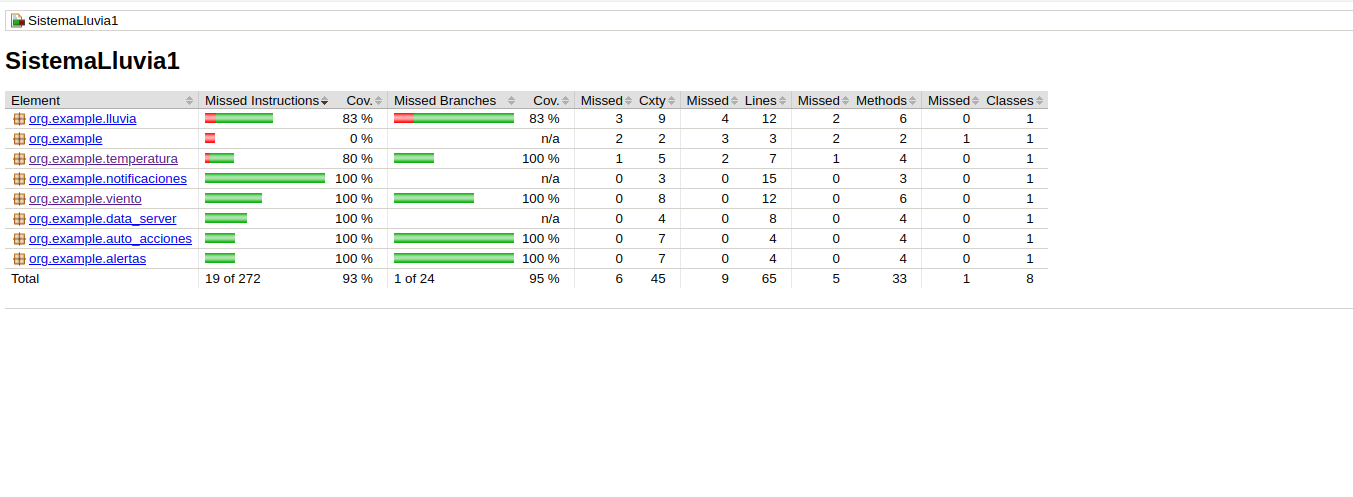 SistemaLluvia1
SistemaLluvia1
Element Missed Instructions Cov. Missed Branches Cov. Missed Cxty Missed Lines Missed Methods Missed Classes
org.example.lluvia 83 % 83 % 3 9 4 12 2 6 0 1
org.example 0 % n/a 2 2 3 3 2 2 1 1
org.example.temperatura 80 % 100 % 1 5 2 7 1 4 0 1
org.example.notificaciones 100 % n/a 0 3 0 15 0 3 0 1
org.example.viento 100 % 100 % 0 8 0 12 0 6 0 1
org.example.data_server 100 % n/a 0 4 0 8 0 4 0 1
org.example.auto_acciones 100 % 100 % 0 7 0 4 0 4 0 1
org.example.alertas 100 % 100 % 0 7 0 4 0 4 0 1
Total 19 of 272 93 % 1 of 24 95 % 6 45 9 65 5 33 1 8